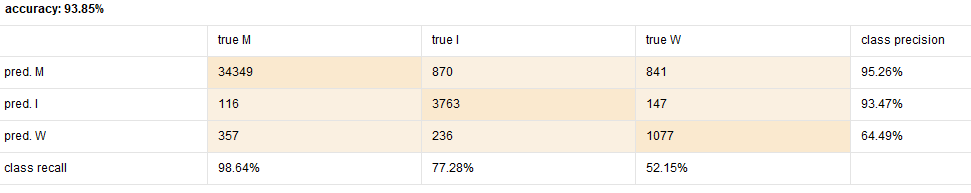 accuracy: 93.85%
true M true I true W class precision
pred. M 34349 870 841 95.26%
pred. I 116 3763 147 93.47%
pred. W 357 236 1077 64.49%
class recall 98.64% 77.28% 52.15%